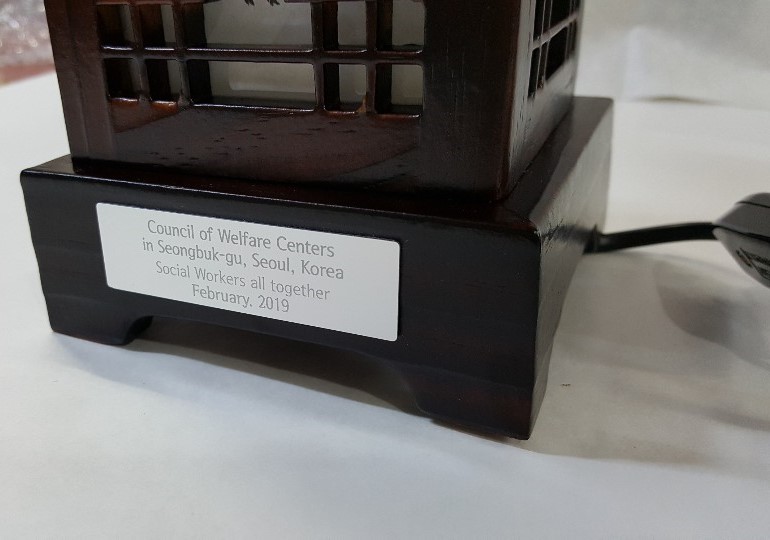 Council of Welfare Centers
in Seongbuk-gu, Seoul, Korea
Social Workers all together
February, 2019